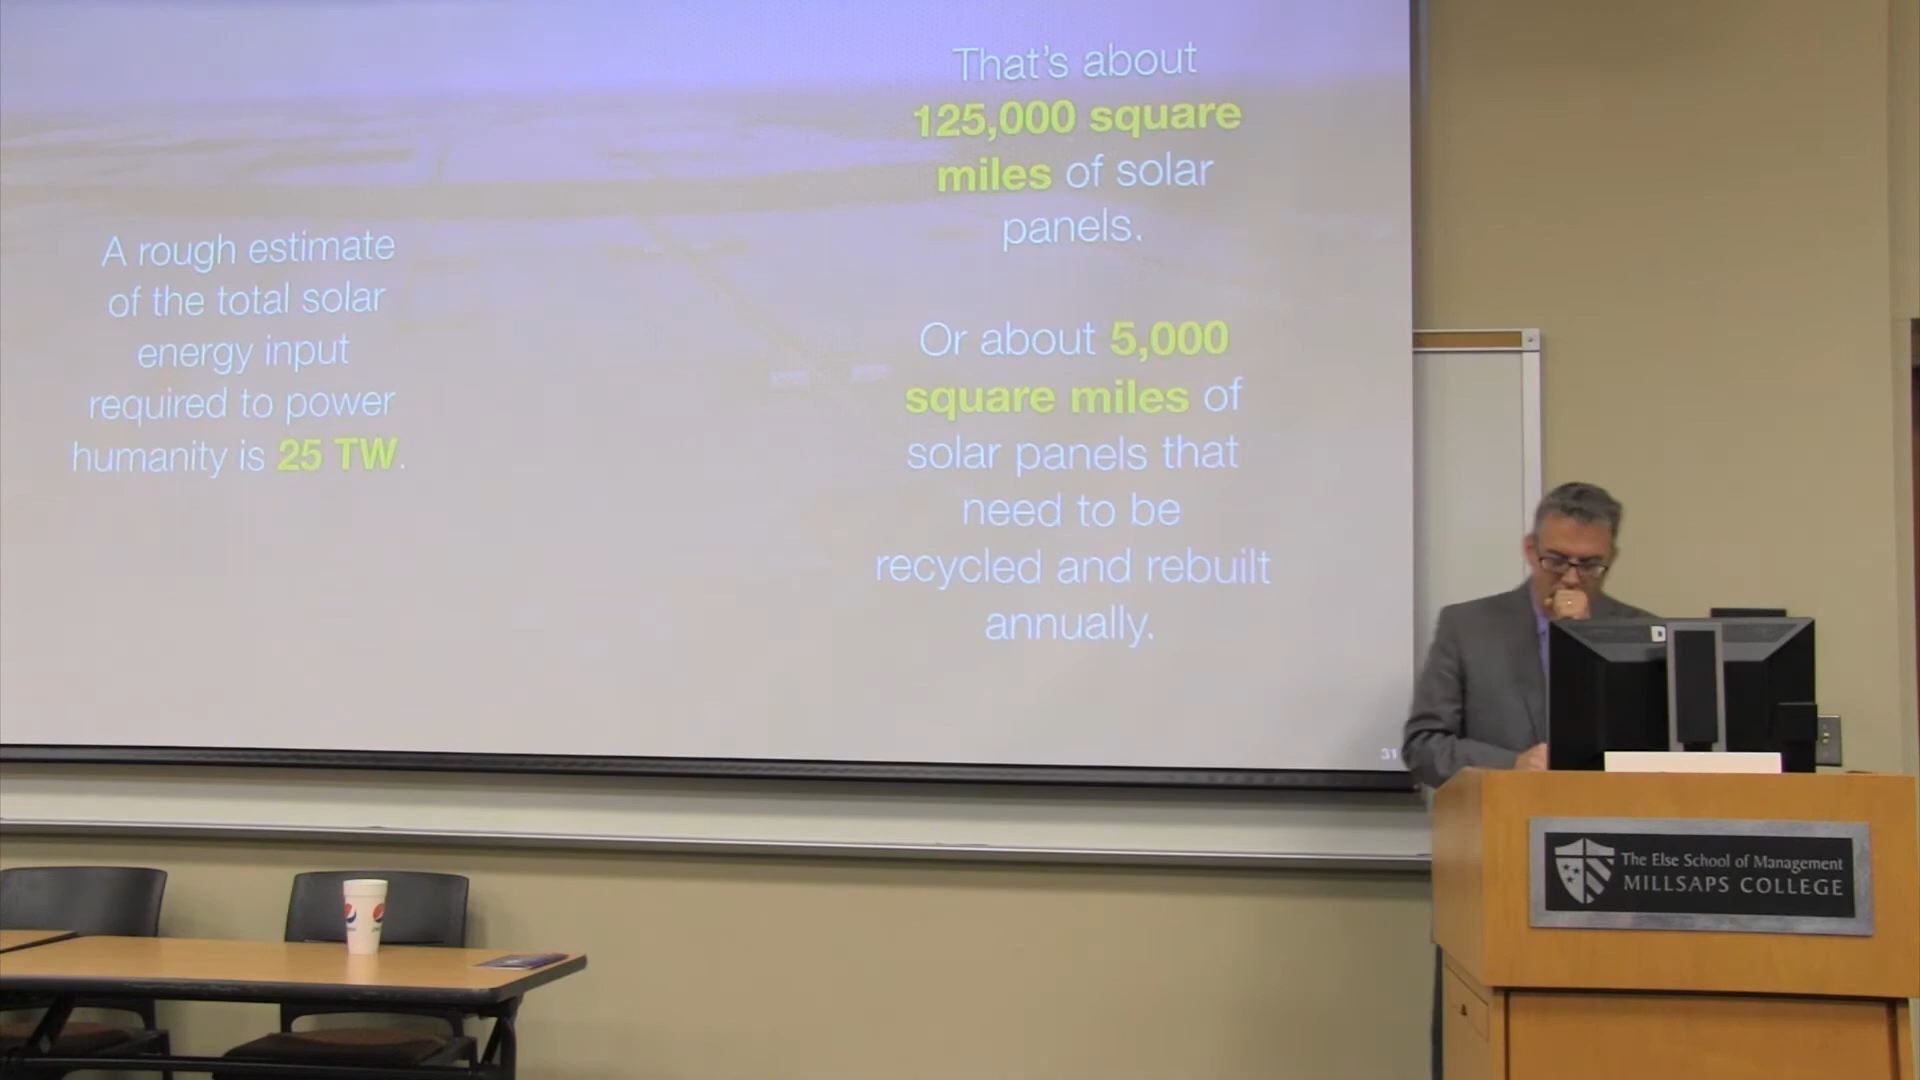 A rough estimate
of the total solar
energy input
required to power
humanity is 25 TW.
That's about
125,000 square
miles of solar
panels.
Or about 5,000
square miles of
solar panels that
need to be
recycled and rebuilt
annually.
31
The Else School of Management
MILLSAPS COLLEGE